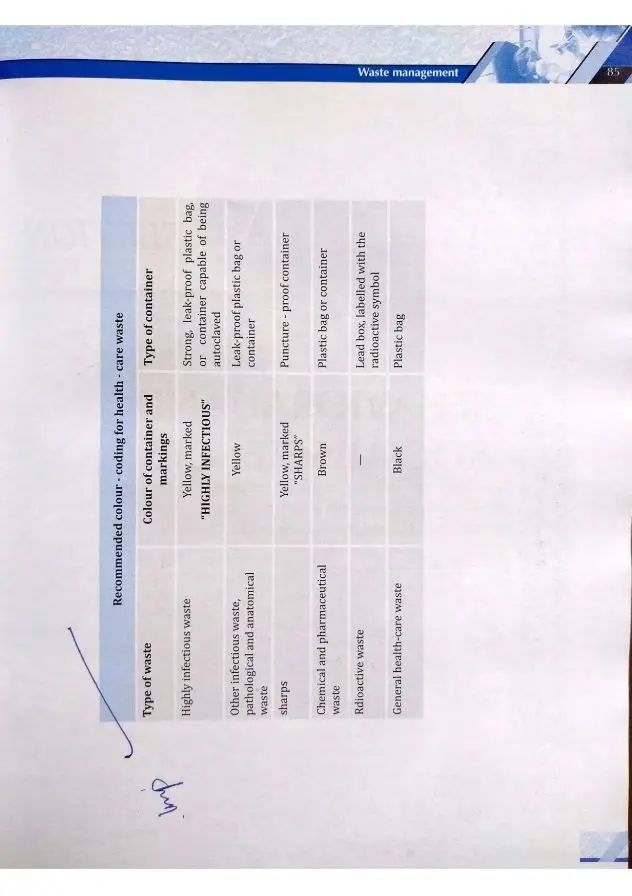 Waste management 85
imp
Recommended colour - coding for health - care waste
Type of waste Colour of container and markings Type of container
Highly infectious waste Yellow, marked "HIGHLY INFECTIOUS" Strong, leak-proof plastic bag, or container capable of being autoclaved
Other infectious waste, pathological and anatomical waste Yellow Leak-proof plastic bag or container
sharps Yellow, marked "SHARPS" Puncture - proof container
Chemical and pharmaceutical waste Brown Plastic bag or container
Rdioactive waste — Lead box, labelled with the radioactive symbol
General health-care waste Black Plastic bag